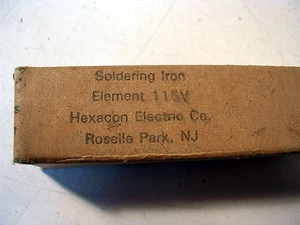 Soldering Iron
Element 115V
Hexacon Electric Co.
Roselle Park, NJ